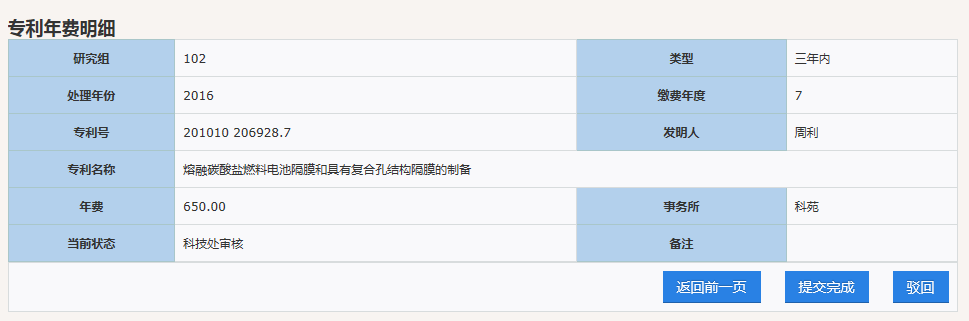 专利年费明细
研究组 102 类型 三年内
处理年份 2016 缴费年度 7
专利号 201010 206928.7 发明人 周利
专利名称 熔融碳酸盐燃料电池隔膜和具有复合孔结构隔膜的制备
年费 650.00 事务所 科苑
当前状态 科技处审核 备注
返回前一页 提交完成 驳回